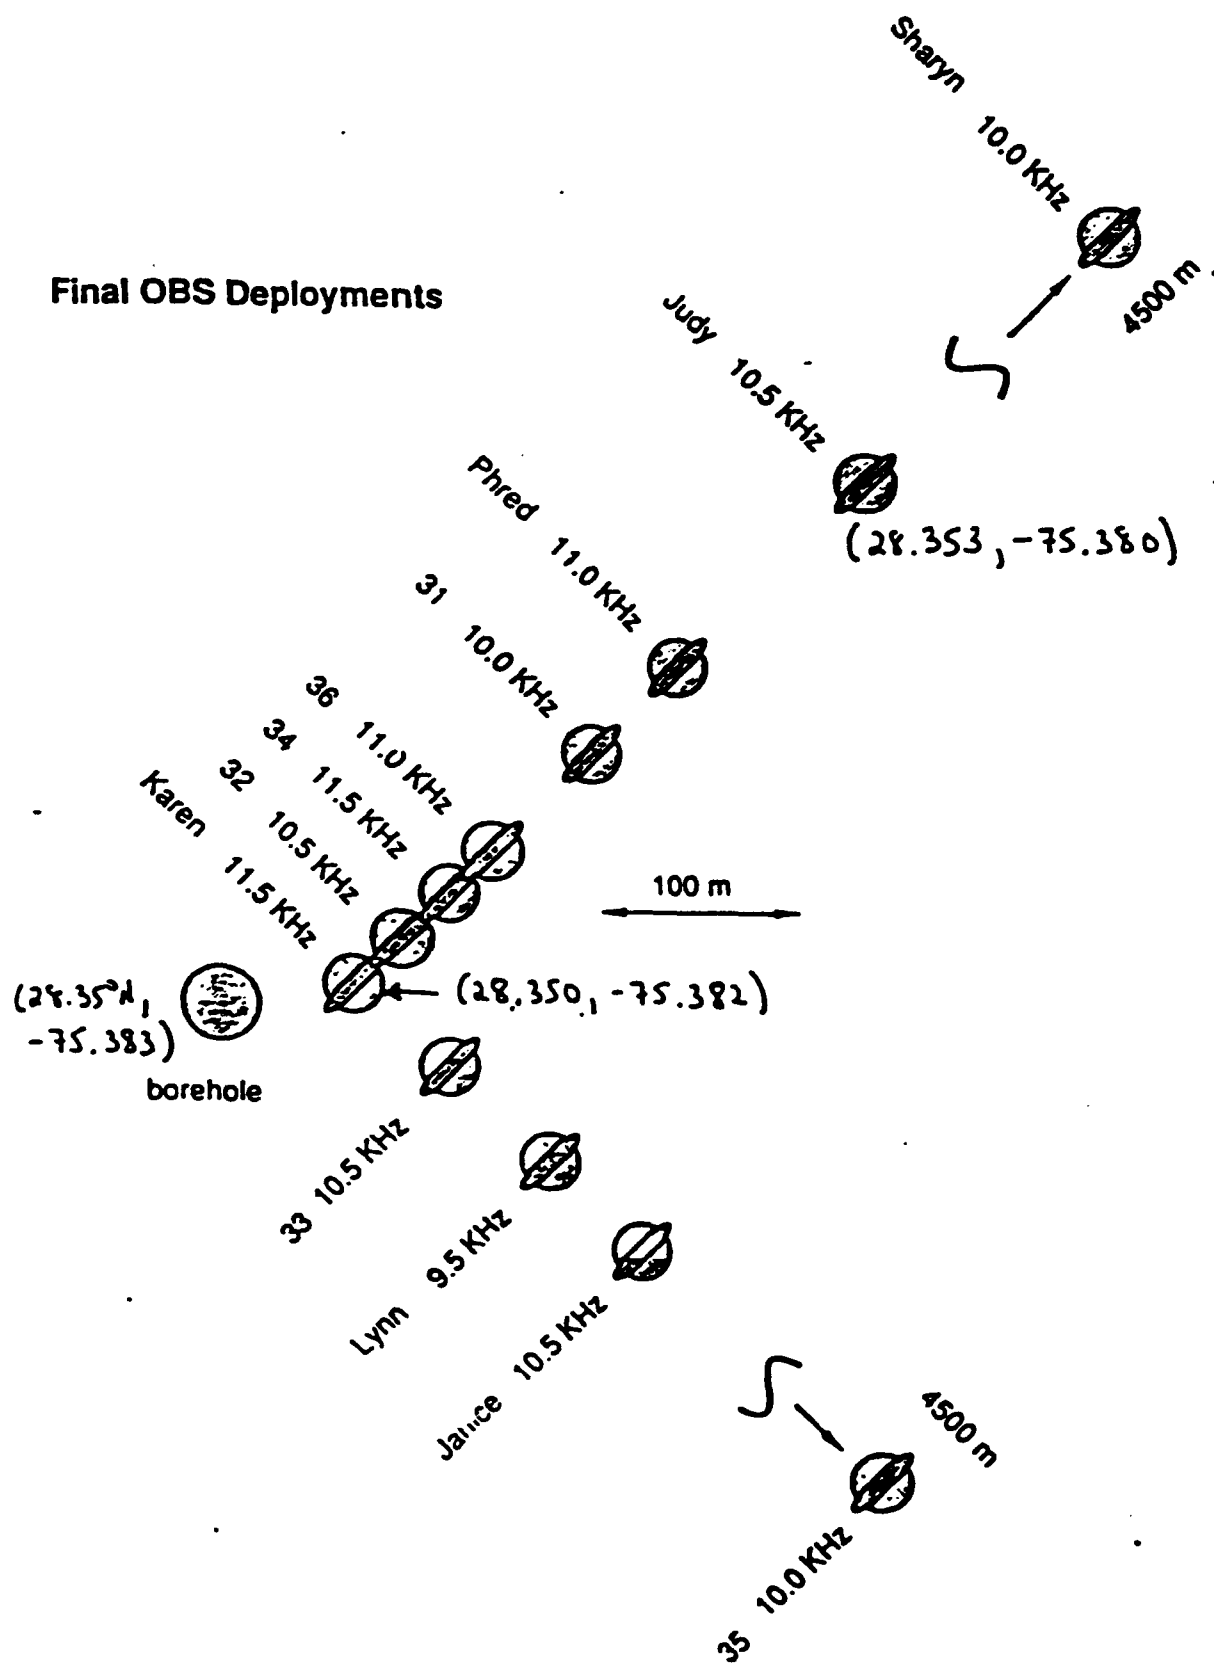 Final OBS Deployments
Sharyn 10.0 KHz
4500 m
Judy 10.5 KHz
(28.353, -75.380)
Phred 11.0 KHz
31 10.0 KHz
36 11.0 KHz
34 11.5 KHz
32 10.5 KHz
Karen 11.5 KHz
100 m
(28.350, -75.382)
(28.35°N,
-75.383)
borehole
33 10.5 KHz
Lynn 9.5 KHz
Janice 10.5 KHz
4500 m
35 10.0 KHz